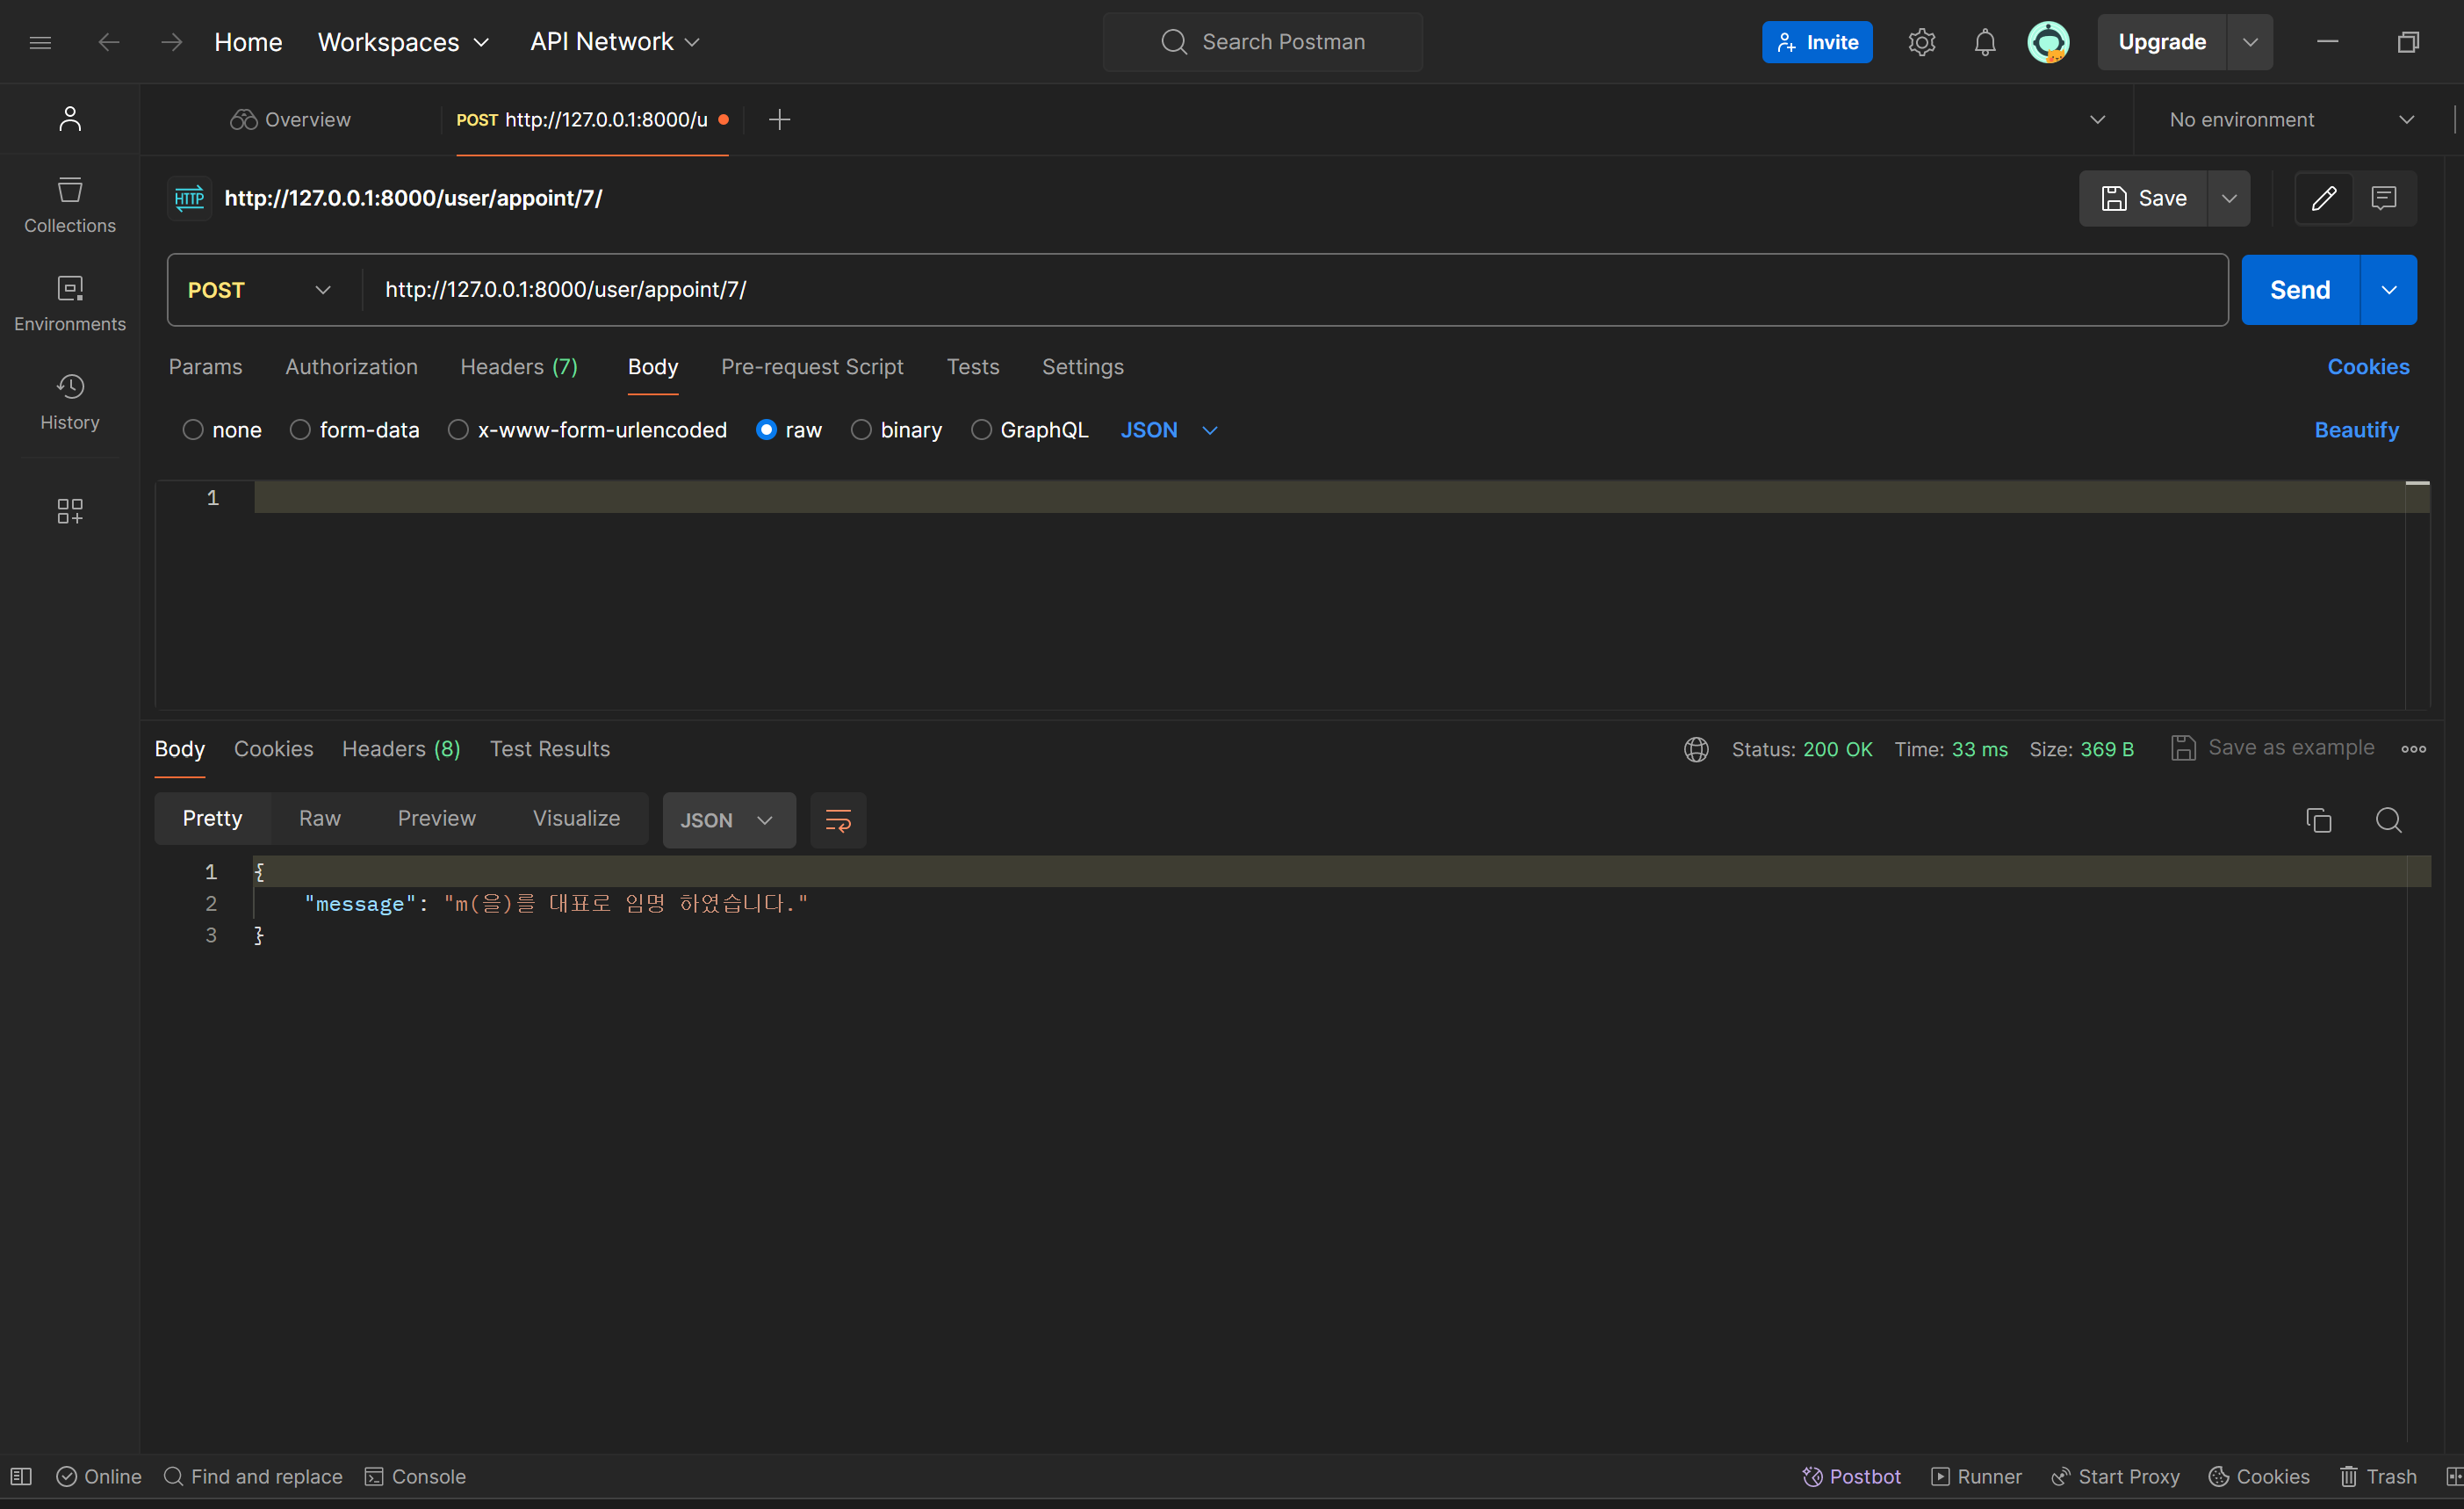 Home Workspaces API Network Search Postman Invite Upgrade
Overview POST http://127.0.0.1:8000/u No environment
HTTP http://127.0.0.1:8000/user/appoint/7/ Save
Collections
POST http://127.0.0.1:8000/user/appoint/7/ Send
Environments
Params Authorization Headers (7) Body Pre-request Script Tests Settings Cookies
History
none form-data x-www-form-urlencoded raw binary GraphQL JSON Beautify
1
Body Cookies Headers (8) Test Results Status: 200 OK Time: 33 ms Size: 369 B Save as example
Pretty Raw Preview Visualize JSON
1 {
2 "message": "m(을)를 대표로 임명 하였습니다."
3 }
Online Find and replace Console Postbot Runner Start Proxy Cookies Trash